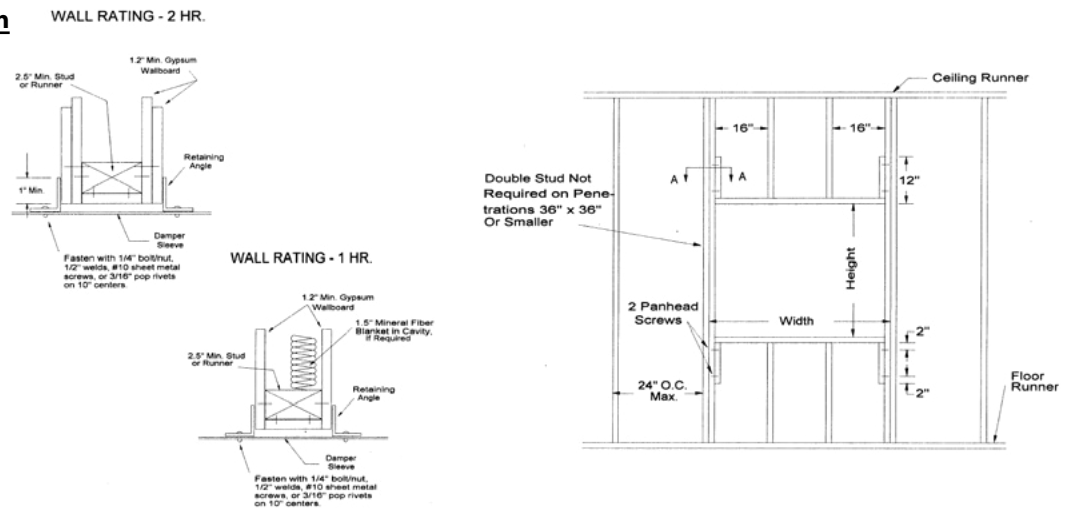 n
WALL RATING - 2 HR.
1.2" Min. Gypsum
Wallboard
2.5" Min. Stud
or Runner
Retaining
Angle
1" Min.
Damper
Sleeve
Fasten with 1/4" bolt/nut,
1/2" welds, #10 sheet metal
screws, or 3/16" pop rivets
on 10" centers.
WALL RATING - 1 HR.
1.2" Min. Gypsum
Wallboard
1.5" Mineral Fiber
Blanket in Cavity,
If Required
2.5" Min. Stud
or Runner
Retaining
Angle
Damper
Sleeve
Fasten with 1/4" bolt/nut,
1/2" welds, #10 sheet metal
screws, or 3/16" pop rivets
on 10" centers.
Ceiling Runner
16"
16"
A
A
12"
Double Stud Not
Required on Pene-
trations 36" x 36"
Or Smaller
Height
2 Panhead
Screws
Width
2"
24" O.C.
Max.
2"
Floor
Runner